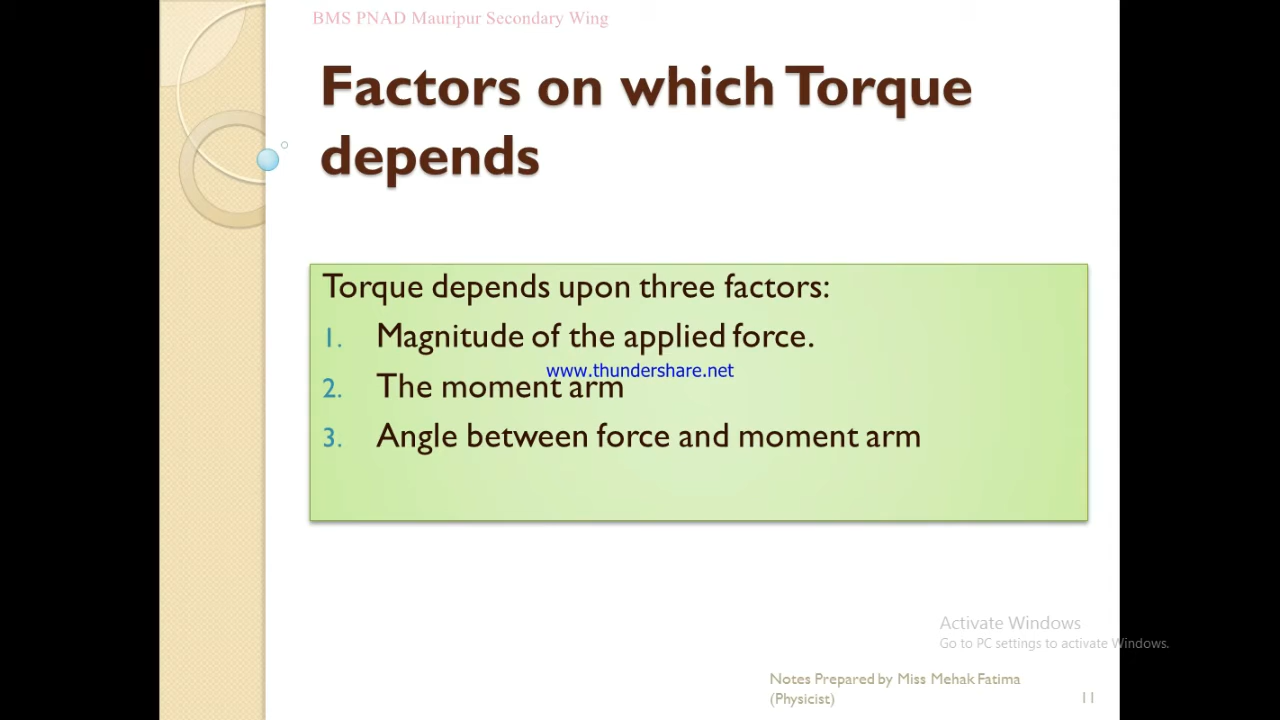 BMS PNAD Mauripur Secondary Wing
Factors on which Torque
depends
Torque depends upon three factors:
1. Magnitude of the applied force.
www.thundershare.net
2. The moment arm
3. Angle between force and moment arm
Activate Windows
Go to PC settings to activate Windows.
Notes Prepared by Miss Mehak Fatima
(Physicist)
11